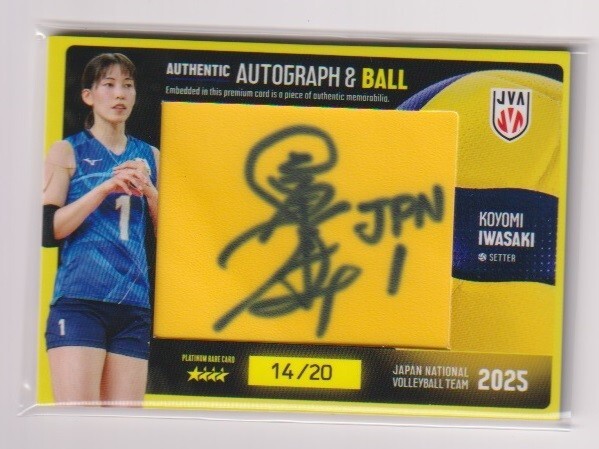 AUTHENTIC AUTOGRAPH & BALL
Embedded in this premium card is a piece of authentic memorabilia.
JVA
1
1
JPN
1
KOYOMI
IWASAKI
SETTER
PLATINUM RARE CARD
14/20
JAPAN NATIONAL
VOLLEYBALL TEAM 2025